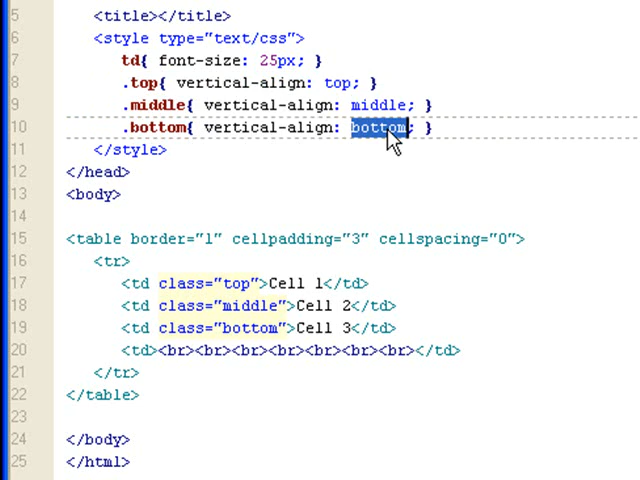 5 <title></title>
6 <style type="text/css">
7 td{ font-size: 25px; }
8 .top{ vertical-align: top; }
9 .middle{ vertical-align: middle; }
10 .bottom{ vertical-align: bottom; }
11 </style>
12 </head>
13 <body>
14
15 <table border="1" cellpadding="3" cellspacing="0">
16 <tr>
17 <td class="top">Cell 1</td>
18 <td class="middle">Cell 2</td>
19 <td class="bottom">Cell 3</td>
20 <td><br><br><br><br><br><br><br></td>
21 </tr>
22 </table>
23
24 </body>
25 </html>